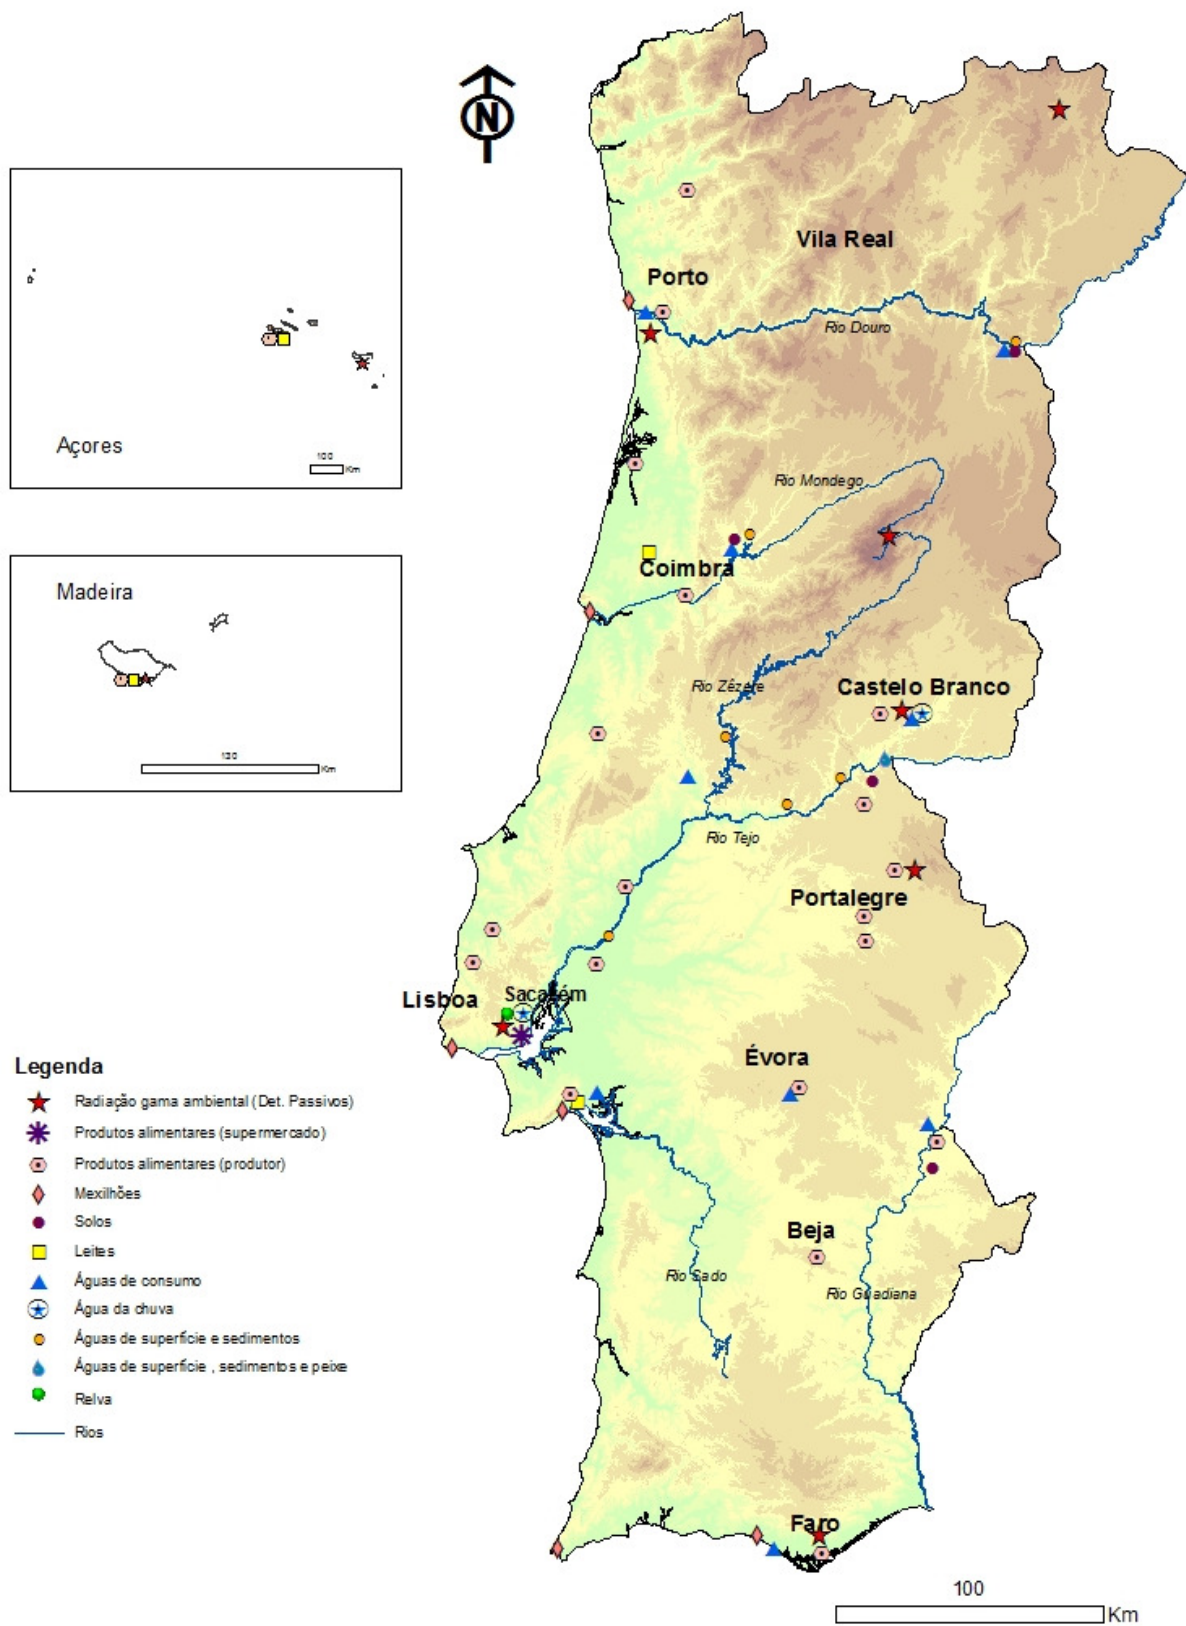 N
Vila Real
Porto
Rio Douro
Açores
100
Km
Rio Mondego
Coimbra
Madeira
130
Km
Rio Zêzere
Castelo Branco
Rio Tejo
Portalegre
Lisboa
Sacavém
Évora
Beja
Rio Sado
Rio Guadiana
Faro
100
Km
Legenda
Radiação gama ambiental (Det. Passivos)
Produtos alimentares (supermercado)
Produtos alimentares (produtor)
Mexilhões
Solos
Leites
Águas de consumo
Água da chuva
Águas de superfície e sedimentos
Águas de superfície , sedimentos e peixe
Relva
Rios